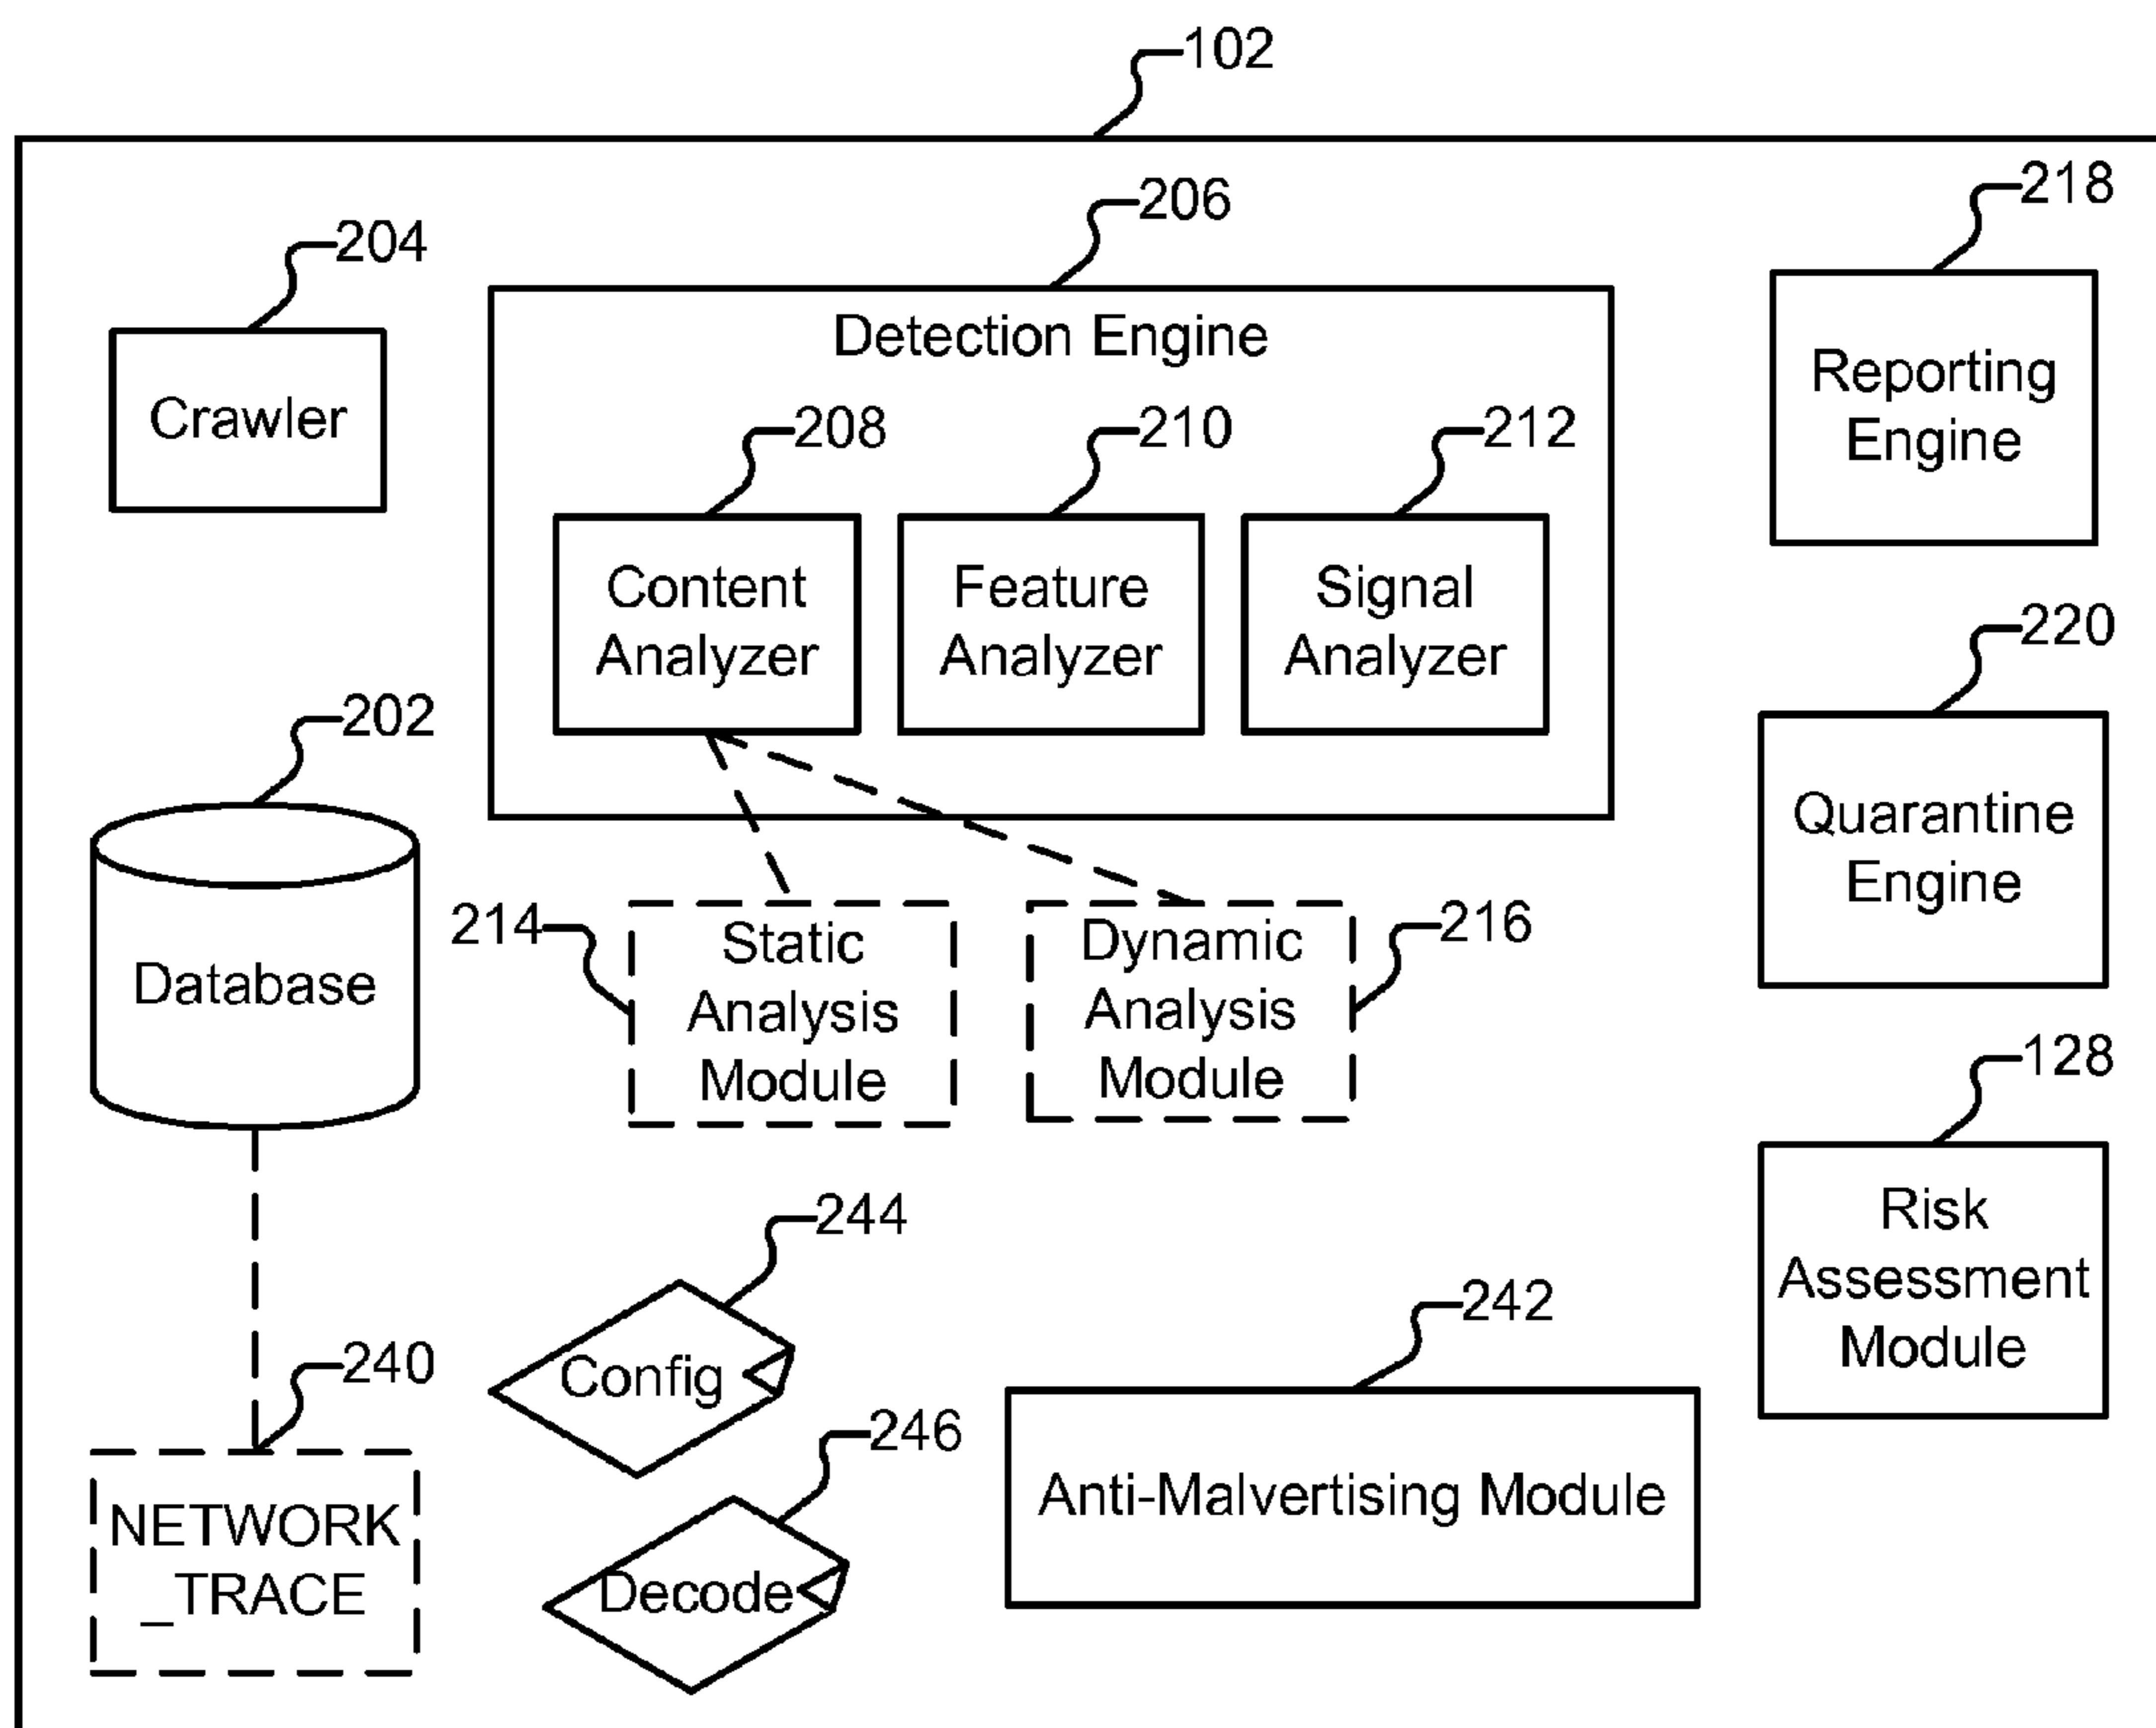 102
206
218
204
Detection Engine
Crawler
208
210
212
Reporting
Engine
Content
Analyzer
Feature
Analyzer
Signal
Analyzer
220
202
Quarantine
Engine
Database
214
Static
Analysis
Module
Dynamic
Analysis
Module
216
128
Risk
Assessment
Module
244
Config
242
240
246
Decode
Anti-Malvertising Module
NETWORK
_TRACE